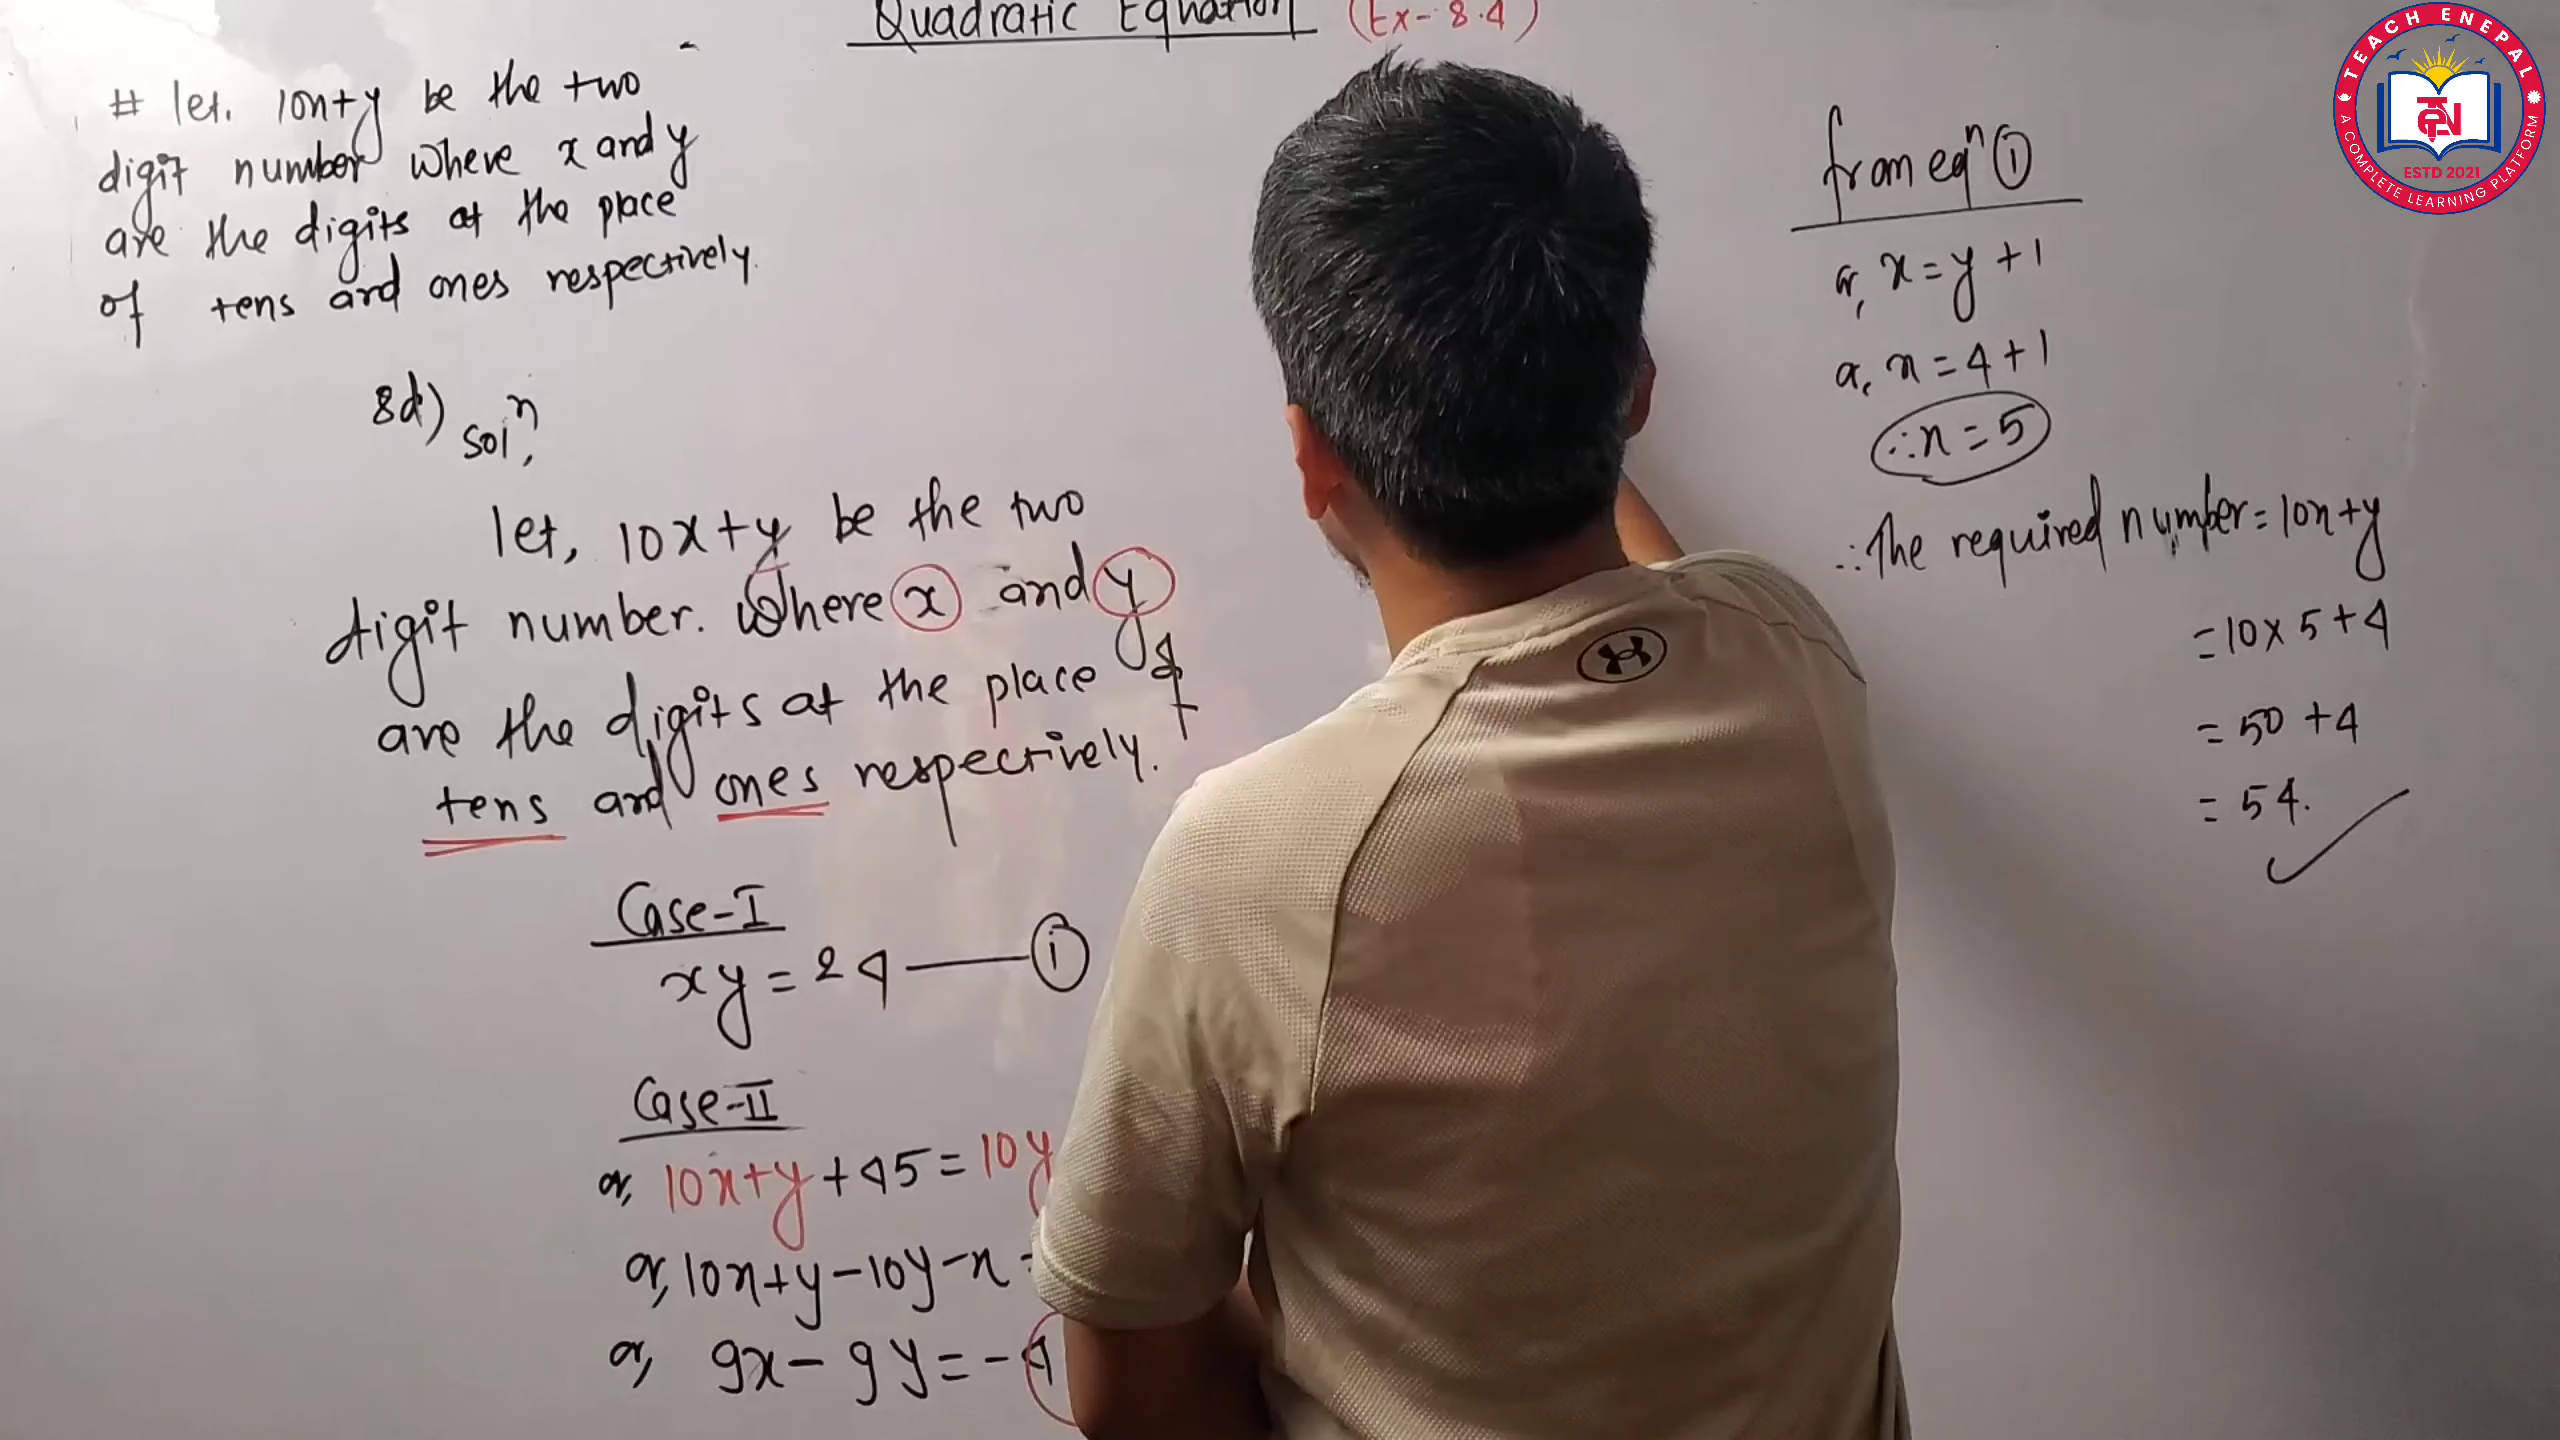 Quadratic Equation (Ex-8.4)
# let. 10x+y be the two
digit number where x and y
are the digits at the place
of tens and ones respectively.
8d) solⁿ,
let, 10x+y be the two
digit number. Where x and y
are the digits at the place of
tens and ones respectively.
Case-I
xy = 24 —— ①
Case-II
or, 10x+y+45=10y
or, 10x+y-10y-x =
or, 9x-9y=-4
from eqⁿ ①
or, x=y+1
or, x=4+1
∴x=5
∴The required number=10x+y
=10×5+4
=50+4
=54.
TEACH ENEPAL
TEN
ESTD 2021
A COMPLETE LEARNING PLATFORM